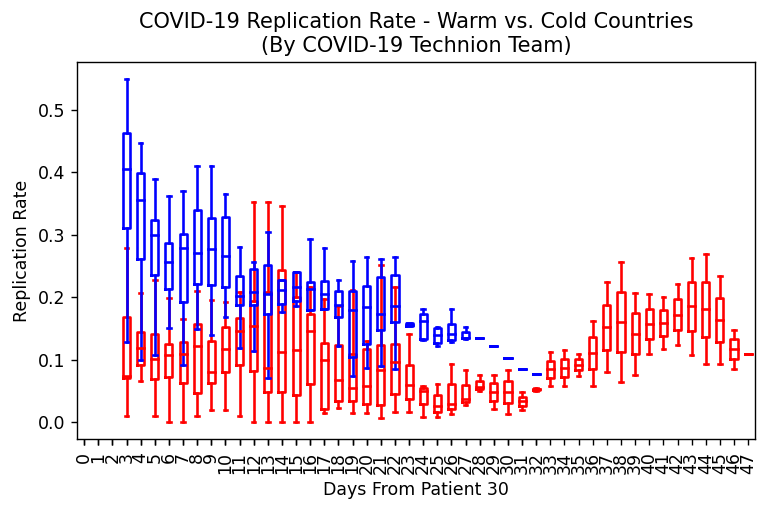 COVID-19 Replication Rate - Warm vs. Cold Countries
(By COVID-19 Technion Team)
Replication Rate
0.5
0.4
0.3
0.2
0.1
0.0
0 1 2 3 4 5 6 7 8 9 10 11 12 13 14 15 16 17 18 19 20 21 22 23 24 25 26 27 28 29 30 31 32 33 34 35 36 37 38 39 40 41 42 43 44 45 46 47
Days From Patient 30